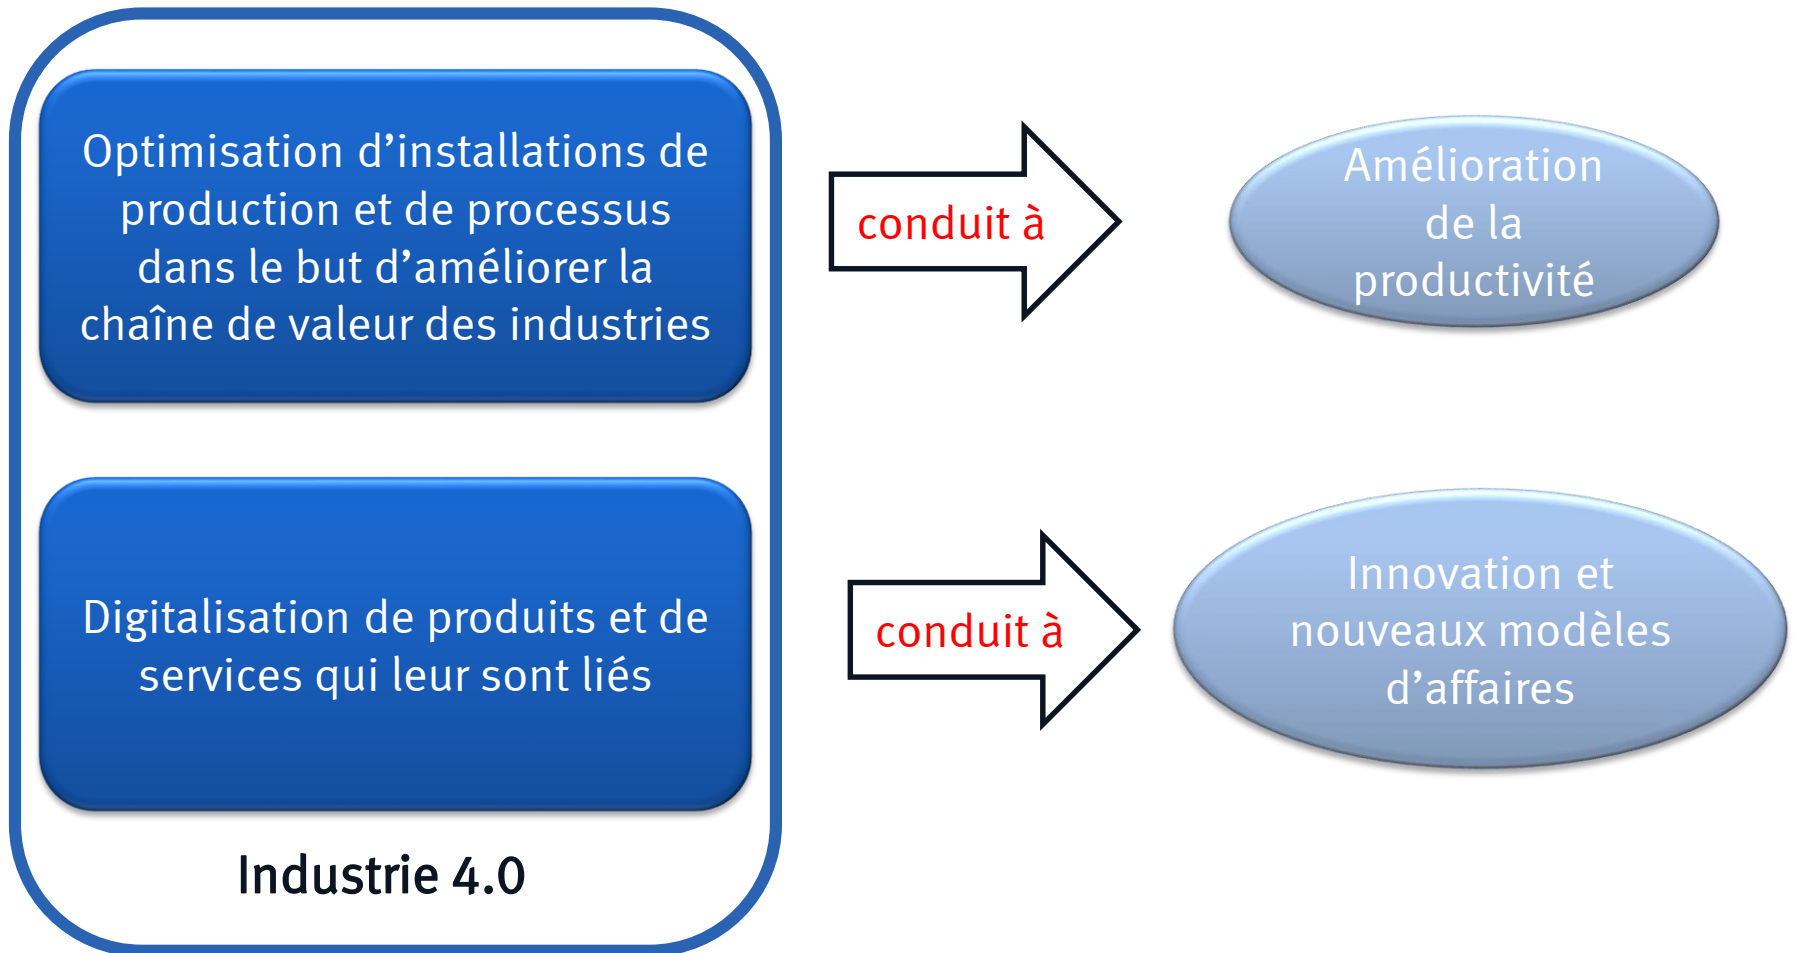 Optimisation d’installations de
production et de processus
dans le but d’améliorer la
chaîne de valeur des industries
conduit à
Amélioration
de la
productivité
Digitalisation de produits et de
services qui leur sont liés
conduit à
Innovation et
nouveaux modèles
d’affaires
Industrie 4.0